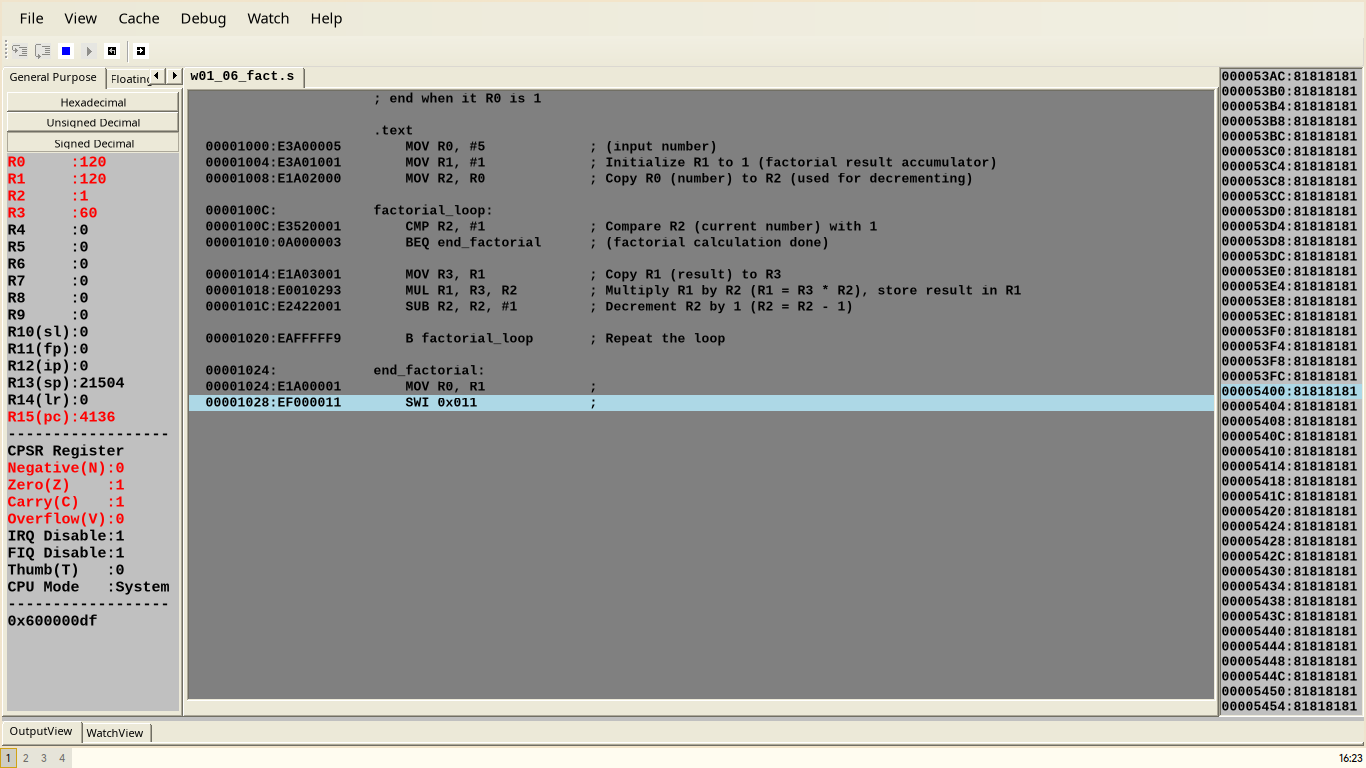 File View Cache Debug Watch Help
General Purpose Floating
w01_06_fact.s
Hexadecimal
Unsigned Decimal
Signed Decimal
R0 :120
R1 :120
R2 :1
R3 :60
R4 :0
R5 :0
R6 :0
R7 :0
R8 :0
R9 :0
R10(sl):0
R11(fp):0
R12(ip):0
R13(sp):21504
R14(lr):0
R15(pc):4136
-------------------
CPSR Register
Negative(N):0
Zero(Z) :1
Carry(C) :1
Overflow(V):0
IRQ Disable:1
FIQ Disable:1
Thumb(T) :0
CPU Mode :System
-------------------
0x600000df
; end when it R0 is 1
.text
00001000:E3A00005 MOV R0, #5 ; (input number)
00001004:E3A01001 MOV R1, #1 ; Initialize R1 to 1 (factorial result accumulator)
00001008:E1A02000 MOV R2, R0 ; Copy R0 (number) to R2 (used for decrementing)
0000100C: factorial_loop:
0000100C:E3520001 CMP R2, #1 ; Compare R2 (current number) with 1
00001010:0A000003 BEQ end_factorial ; (factorial calculation done)
00001014:E1A03001 MOV R3, R1 ; Copy R1 (result) to R3
00001018:E0010293 MUL R1, R3, R2 ; Multiply R1 by R2 (R1 = R3 * R2), store result in R1
0000101C:E2422001 SUB R2, R2, #1 ; Decrement R2 by 1 (R2 = R2 - 1)
00001020:EAFFFFF9 B factorial_loop ; Repeat the loop
00001024: end_factorial:
00001024:E1A00001 MOV R0, R1 ;
00001028:EF000011 SWI 0x011 ;
000053AC:81818181
000053B0:81818181
000053B4:81818181
000053B8:81818181
000053BC:81818181
000053C0:81818181
000053C4:81818181
000053C8:81818181
000053CC:81818181
000053D0:81818181
000053D4:81818181
000053D8:81818181
000053DC:81818181
000053E0:81818181
000053E4:81818181
000053E8:81818181
000053EC:81818181
000053F0:81818181
000053F4:81818181
000053F8:81818181
000053FC:81818181
00005400:81818181
00005404:81818181
00005408:81818181
0000540C:81818181
00005410:81818181
00005414:81818181
00005418:81818181
0000541C:81818181
00005420:81818181
00005424:81818181
00005428:81818181
0000542C:81818181
00005430:81818181
00005434:81818181
00005438:81818181
0000543C:81818181
00005440:81818181
00005444:81818181
00005448:81818181
0000544C:81818181
00005450:81818181
00005454:81818181
OutputView WatchView
1 2 3 4
16:23